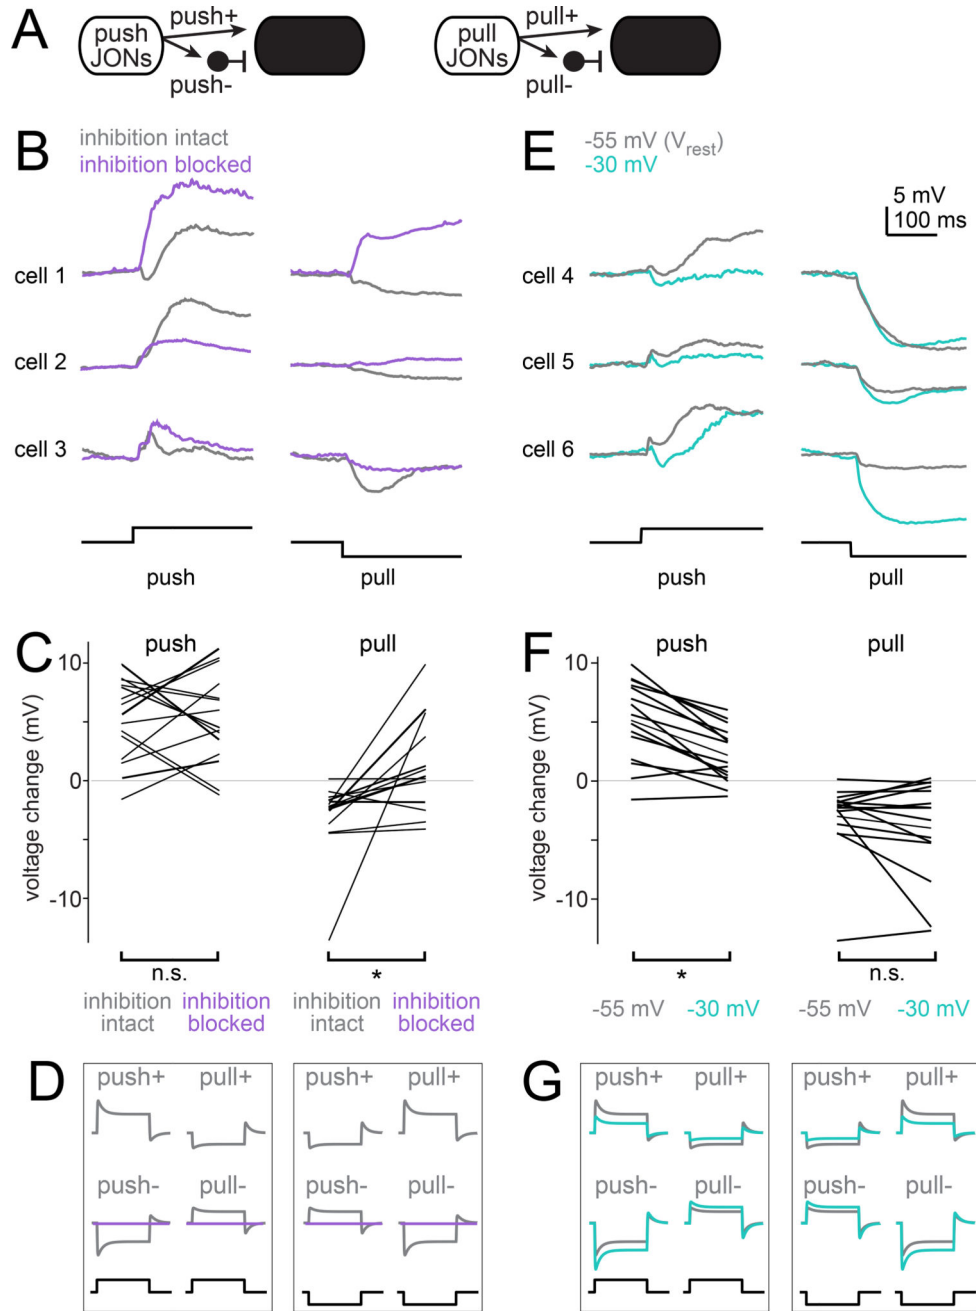 A
push JONs
push+
push-
pull JONs
pull+
pull-
B
inhibition intact
inhibition blocked
cell 1
cell 2
cell 3
push
pull
E
-55 mV (Vrest)
-30 mV
5 mV
100 ms
cell 4
cell 5
cell 6
push
pull
C
push
pull
voltage change (mV)
10
0
-10
n.s.
*
inhibition intact
inhibition blocked
inhibition intact
inhibition blocked
F
push
pull
voltage change (mV)
10
0
-10
*
n.s.
-55 mV
-30 mV
-55 mV
-30 mV
D
push+ pull+
push- pull-
push+ pull+
push- pull-
G
push+ pull+
push- pull-
push+ pull+
push- pull-